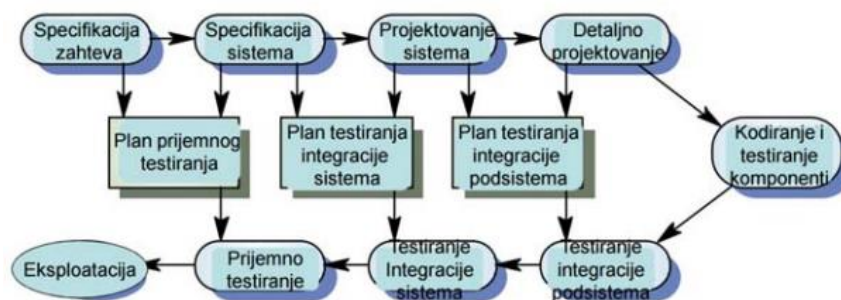 Specifikacija
zahteva
Specifikacija
sistema
Projektovanje
sistema
Detaljno
projektovanje
Plan prijemnog
testiranja
Plan testiranja
integracije
sistema
Plan testiranja
integracije
podsistema
Kodiranje i
testiranje
komponenti
Eksploatacija
Prijemno
testiranje
Testiranje
Integracije
sistema
Testiranje
integracije
podsistema